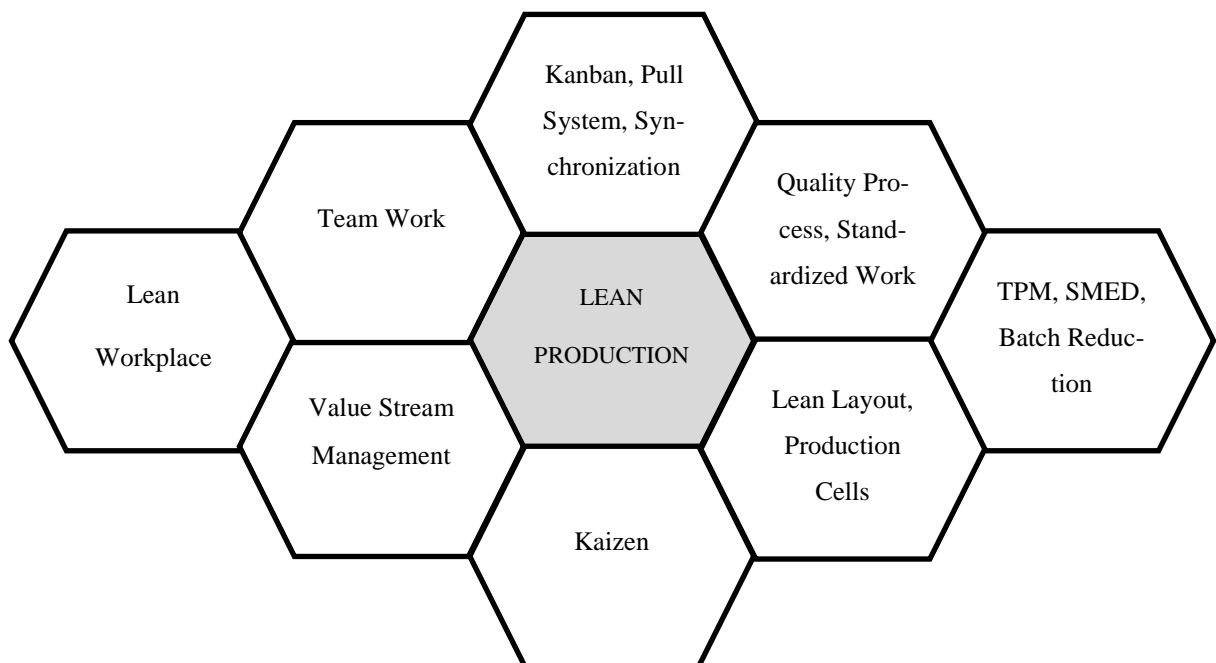 Kanban, Pull
System, Syn-
chronization
Team Work
Quality Pro-
cess, Stand-
ardized Work
Lean
Workplace
LEAN
PRODUCTION
TPM, SMED,
Batch Reduc-
tion
Value Stream
Management
Lean Layout,
Production
Cells
Kaizen